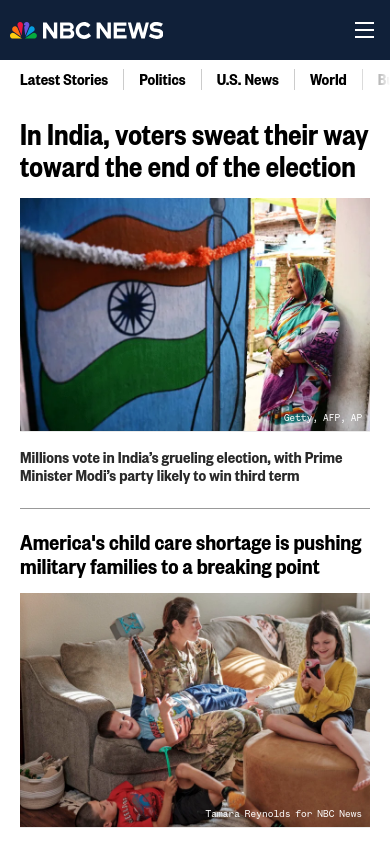 NBC NEWS
Latest Stories
Politics
U.S. News
World
In India, voters sweat their way
toward the end of the election
Getty, AFP, AP
Millions vote in India’s grueling election, with Prime
Minister Modi’s party likely to win third term
America's child care shortage is pushing
military families to a breaking point
Tamara Reynolds for NBC News